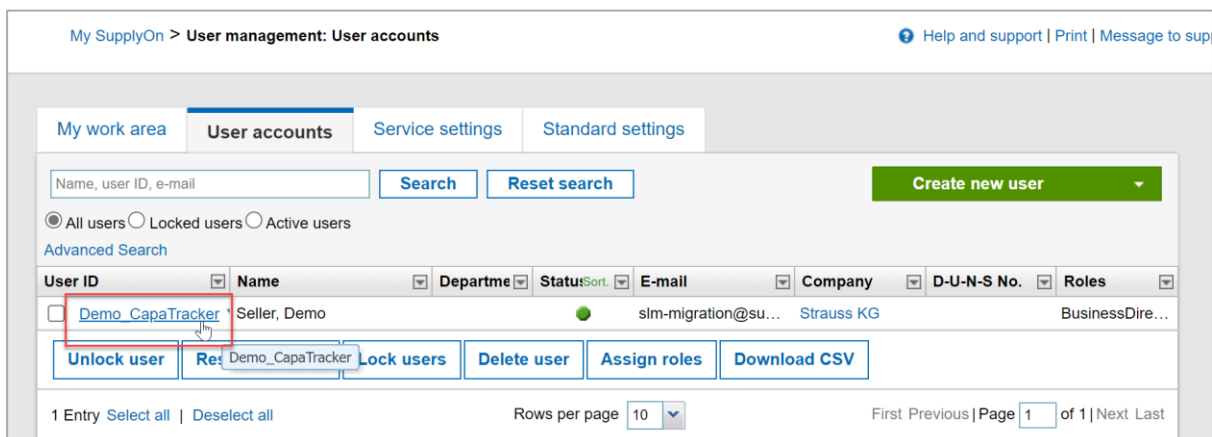 My SupplyOn > User management: User accounts
Help and support | Print | Message to sup
My work area User accounts Service settings Standard settings
Name, user ID, e-mail Search Reset search Create new user
All users Locked users Active users
Advanced Search
User ID Name Departme Status Sort. E-mail Company D-U-N-S No. Roles
Demo_CapaTracker Seller, Demo slm-migration@su... Strauss KG BusinessDire...
Unlock user Res Demo_CapaTracker Lock users Delete user Assign roles Download CSV
1 Entry Select all | Deselect all Rows per page 10 First Previous | Page 1 of 1 | Next Last